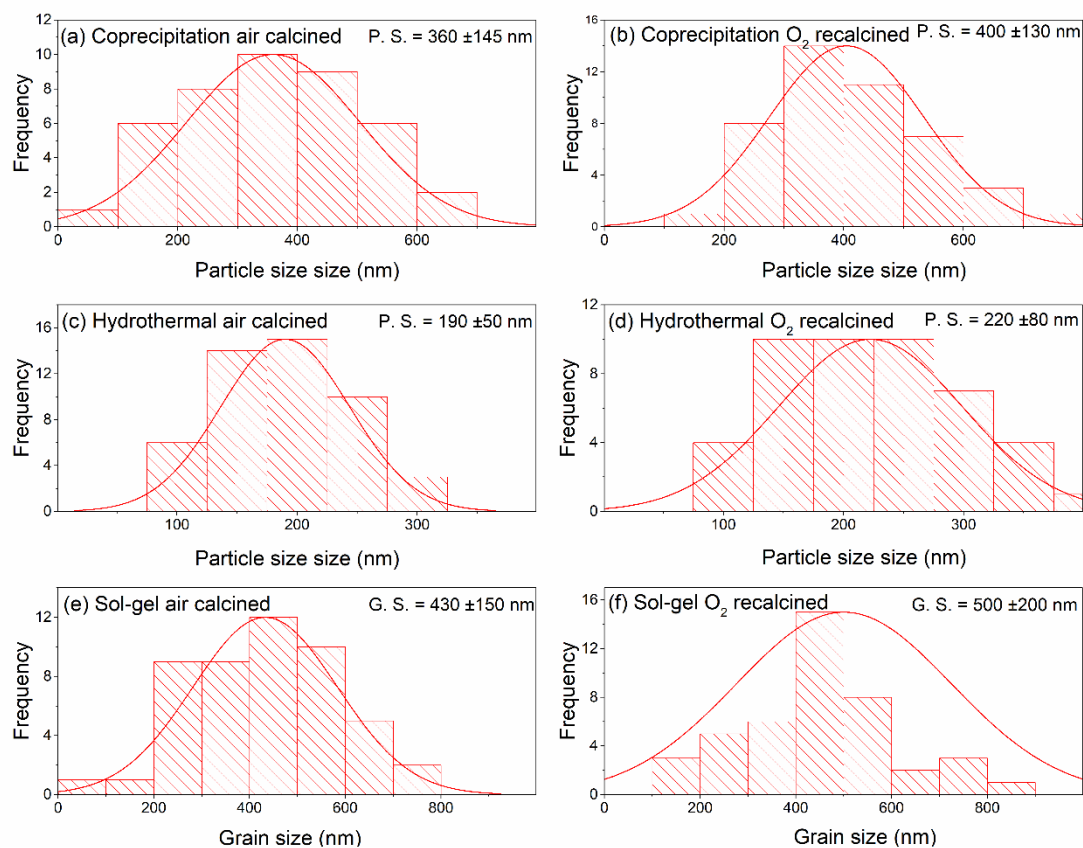 (a) Coprecipitation air calcined
P. S. = 360 ±145 nm
12
10
8
6
4
2
0
Frequency
0 200 400 600
Particle size size (nm)
(b) Coprecipitation O2 recalcined
P. S. = 400 ±130 nm
16
12
8
4
0
Frequency
0 200 400 600
Particle size size (nm)
(c) Hydrothermal air calcined
P. S. = 190 ±50 nm
16
12
8
4
0
Frequency
100 200 300
Particle size size (nm)
(d) Hydrothermal O2 recalcined
P. S. = 220 ±80 nm
12
8
4
0
Frequency
100 200 300
Particle size size (nm)
(e) Sol-gel air calcined
G. S. = 430 ±150 nm
12
9
6
3
0
Frequency
0 200 400 600 800
Grain size (nm)
(f) Sol-gel O2 recalcined
G. S. = 500 ±200 nm
16
12
8
4
0
Frequency
200 400 600 800
Grain size (nm)